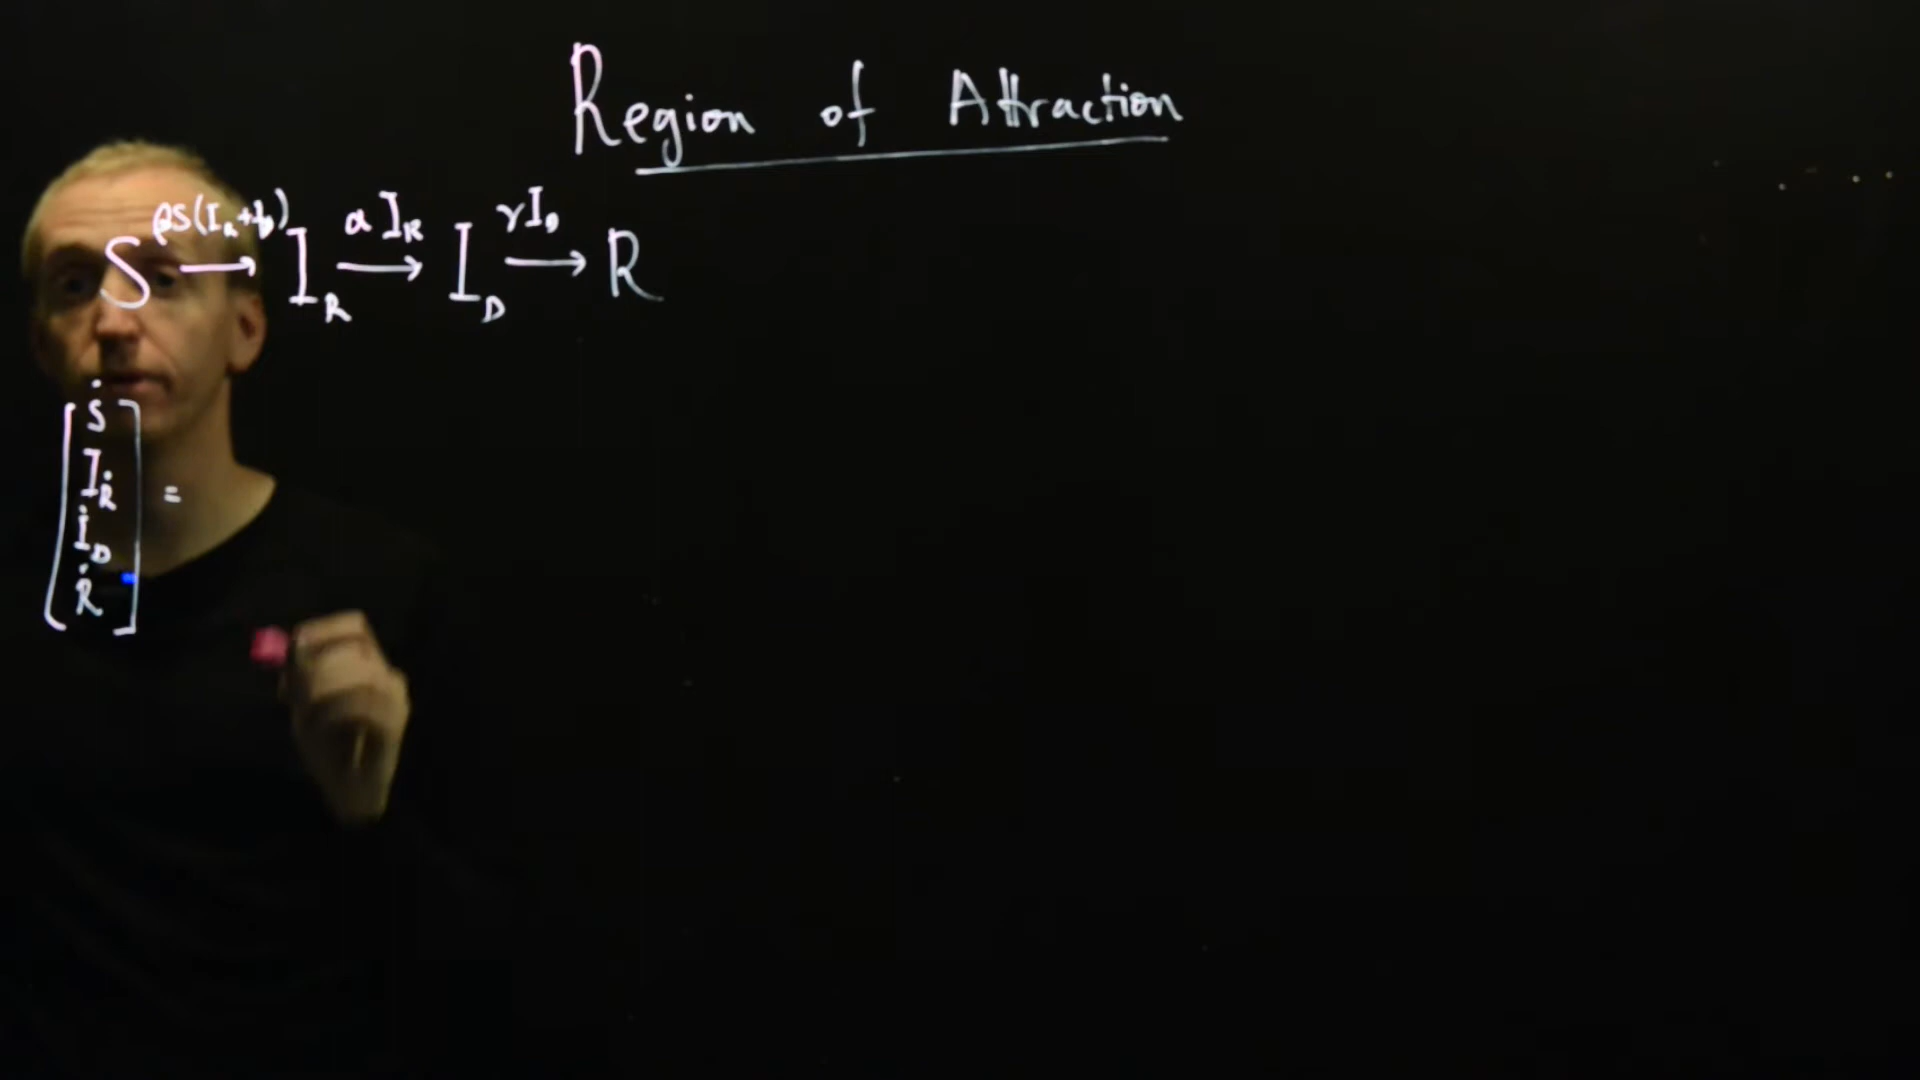 Region of Attraction
βS(I_R+I_D) αI_R γI_D
S → I_R → I_D → R
[Ṡ
İ_R
İ_D
Ṙ] =